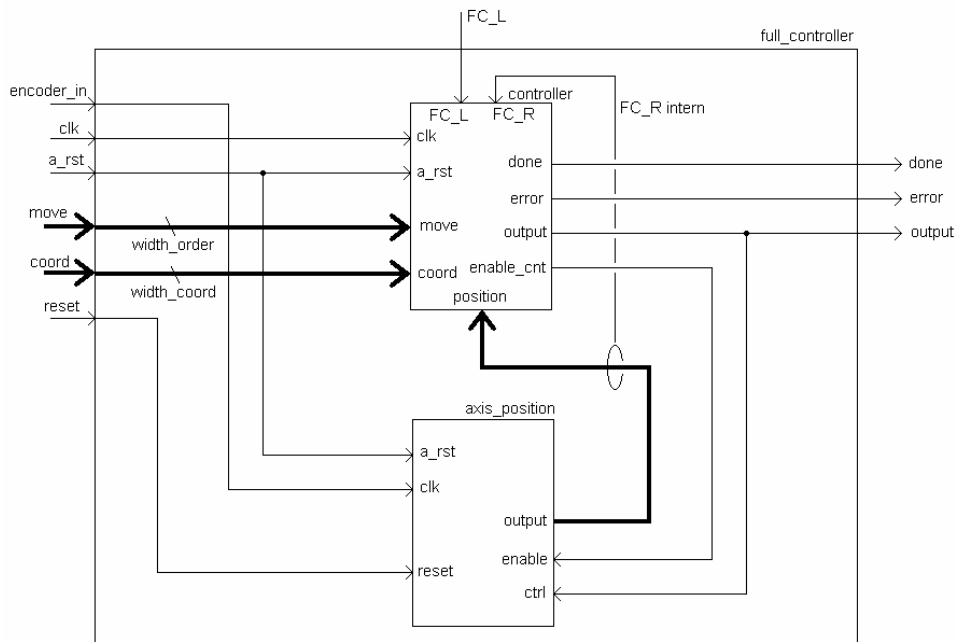 FC_L
full_controller
encoder_in
controller
FC_L
FC_R
FC_R intern
clk
clk
a_rst
a_rst
done
done
error
error
move
move
width_order
output
output
coord
coord
width_coord
enable_cnt
position
reset
axis_position
a_rst
clk
output
enable
reset
ctrl